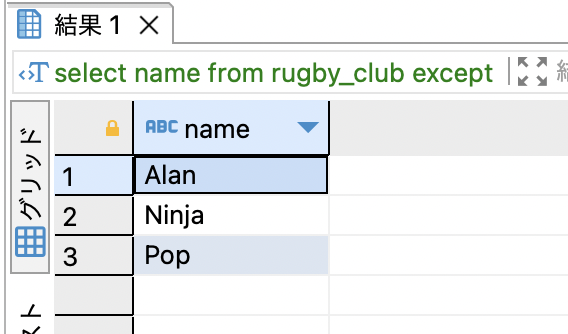 結果 1
select name from rugby_club except
ABC name
グリッド
1 Alan
2 Ninja
3 Pop